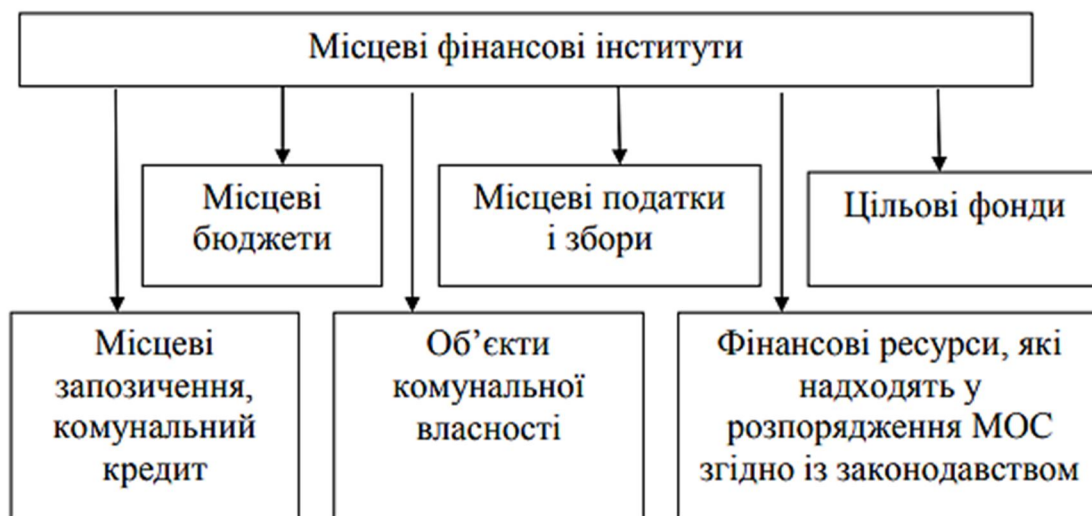 Місцеві фінансові інститути
Місцеві
бюджети
Місцеві податки
і збори
Цільові фонди
Місцеві
запозичення,
комунальний
кредит
Об’єкти
комунальної
власності
Фінансові ресурси, які
надходять у
розпорядження МОС
згідно із законодавством